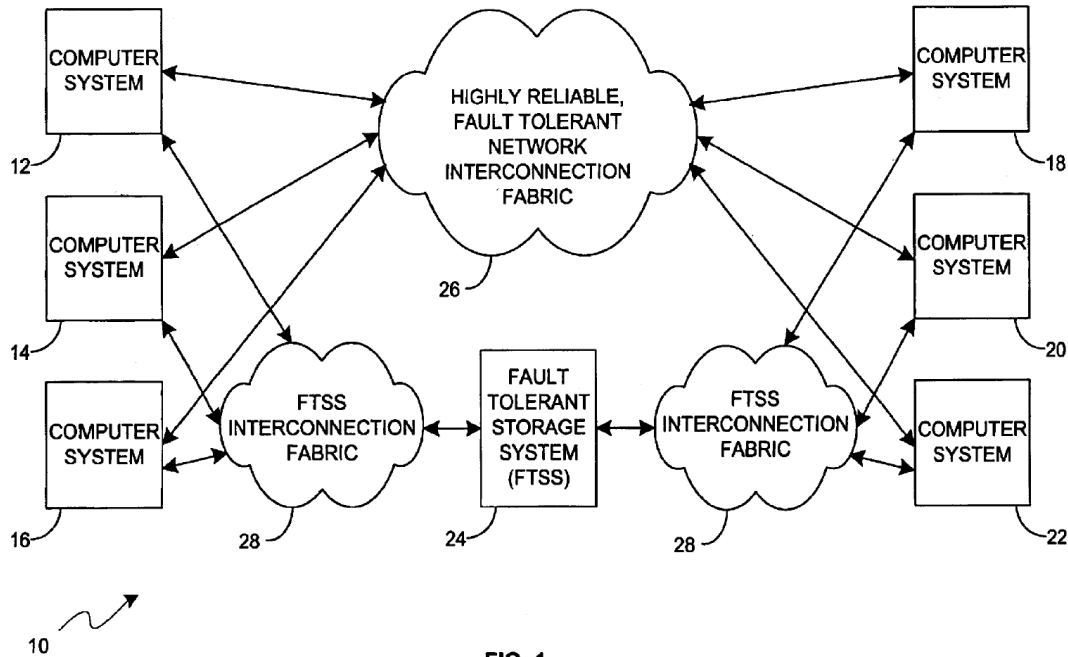 COMPUTER
SYSTEM
12
HIGHLY RELIABLE,
FAULT TOLERANT
NETWORK
INTERCONNECTION
FABRIC
26
COMPUTER
SYSTEM
18
COMPUTER
SYSTEM
14
COMPUTER
SYSTEM
20
COMPUTER
SYSTEM
16
FTSS
INTERCONNECTION
FABRIC
28
FAULT
TOLERANT
STORAGE
SYSTEM
(FTSS)
24
FTSS
INTERCONNECTION
FABRIC
28
COMPUTER
SYSTEM
22
10
FIG. 1